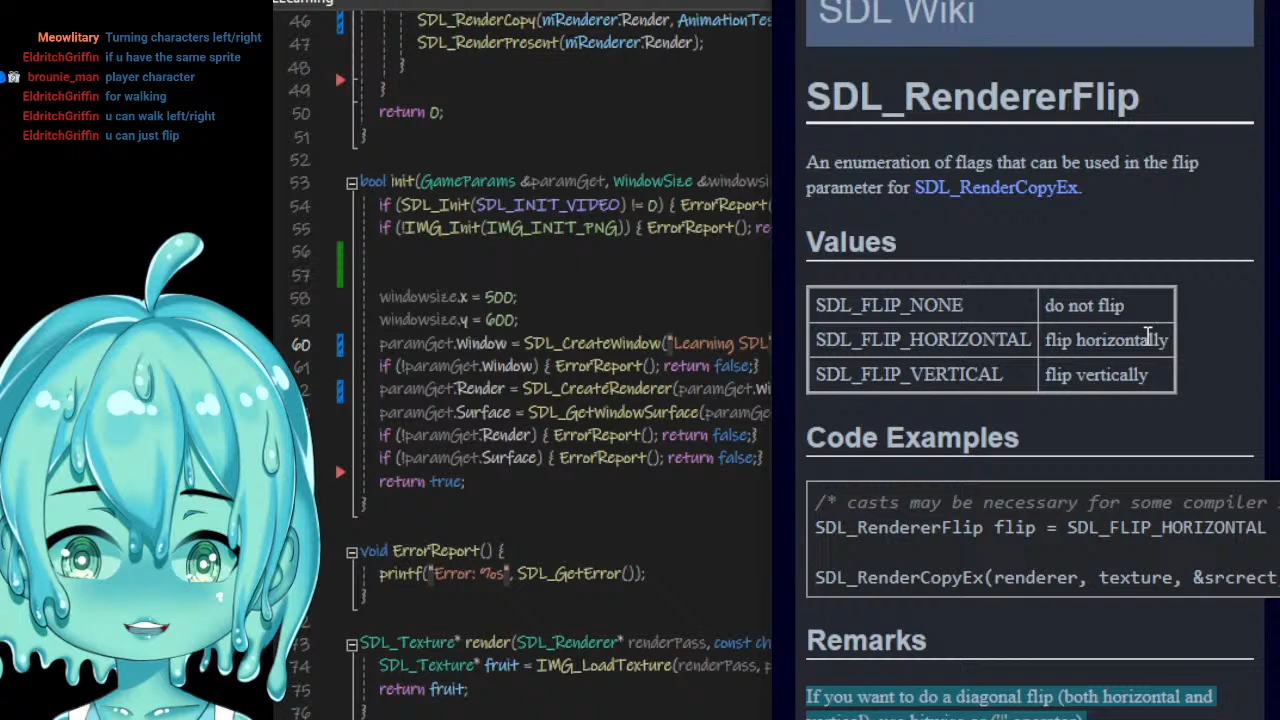 Meowlitary Turning characters left/right
EldritchGriffin if u have the same sprite
brounie_man player character
EldritchGriffin for walking
EldritchGriffin u can walk left/right
EldritchGriffin u can just flip
46 SDL_RenderCopy(mRenderer.Render, AnimationTes
47 SDL_RenderPresent(mRenderer.Render);
48 }
49 }
50 return 0;
51 }
52
53 bool init(GameParams &paramGet, WindowSize &windowsi
54 if (SDL_Init(SDL_INIT_VIDEO) != 0) { ErrorReport(
55 if (!IMG_Init(IMG_INIT_PNG)) { ErrorReport(); re
56
57
58 windowsize.x = 500;
59 windowsize.y = 600;
60 paramGet.Window = SDL_CreateWindow("Learning SDL"
61 if (!paramGet.Window) { ErrorReport(); return false;}
paramGet.Render = SDL_CreateRenderer(paramGet.Wi
paramGet.Surface = SDL_GetWindowSurface(paramGe
if (!paramGet.Render) { ErrorReport(); return false;}
if (!paramGet.Surface) { ErrorReport(); return false;}
return true;
}
void ErrorReport() {
printf("Error: %s", SDL_GetError());
}
73 SDL_Texture* render(SDL_Renderer* renderPass, const ch
74 SDL_Texture* fruit = IMG_LoadTexture(renderPass, p
75 return fruit;
76
SDL Wiki
SDL_RendererFlip
An enumeration of flags that can be used in the flip
parameter for SDL_RenderCopyEx.
Values
SDL_FLIP_NONE do not flip
SDL_FLIP_HORIZONTAL flip horizontally
SDL_FLIP_VERTICAL flip vertically
Code Examples
/* casts may be necessary for some compiler
SDL_RendererFlip flip = SDL_FLIP_HORIZONTAL
SDL_RenderCopyEx(renderer, texture, &srcrect,
Remarks
If you want to do a diagonal flip (both horizontal and